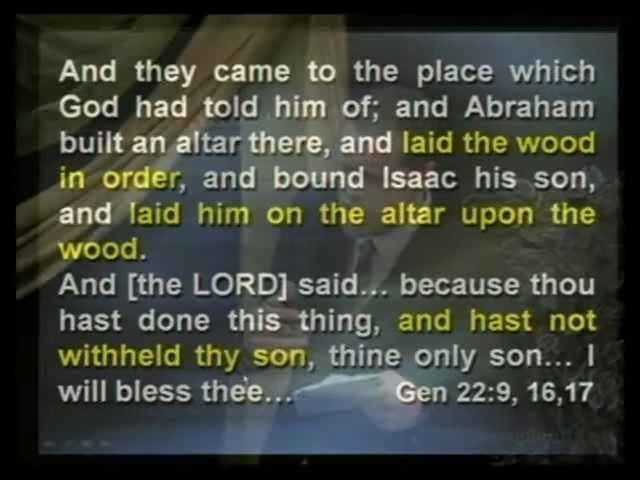 And they came to the place which
God had told him of; and Abraham
built an altar there, and laid the wood
in order, and bound Isaac his son,
and laid him on the altar upon the
wood.
And [the LORD] said... because thou
hast done this thing, and hast not
withheld thy son, thine only son... I
will bless thee... Gen 22:9, 16,17